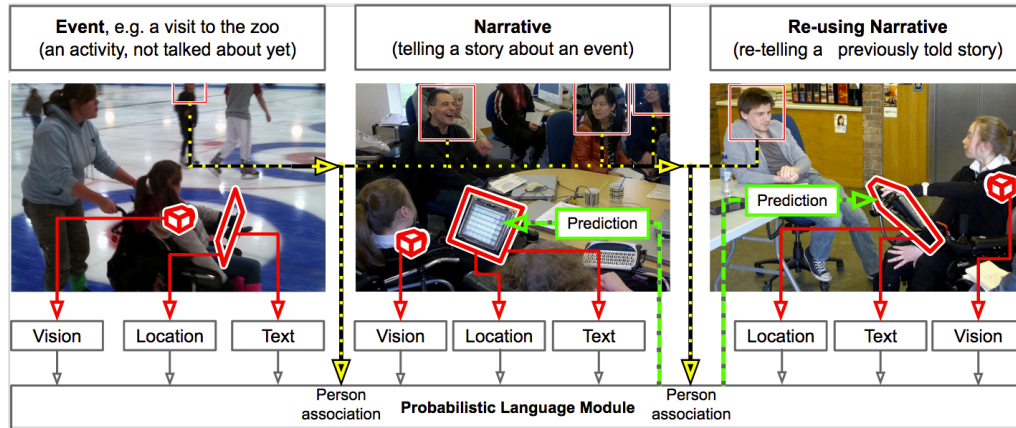 Event, e.g. a visit to the zoo
(an activity, not talked about yet)
Narrative
(telling a story about an event)
Re-using Narrative
(re-telling a previously told story)
Prediction
Prediction
Vision
Location
Text
Vision
Location
Text
Location
Text
Vision
Person
association
Probabilistic Language Module
Person
association